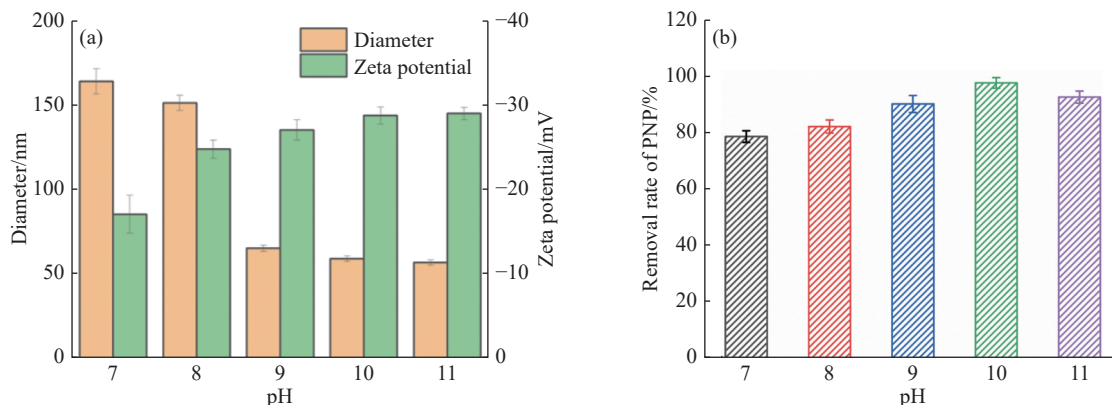 (a)
Diameter
Zeta potential
200
150
100
50
0
Diameter/nm
−40
−30
−20
−10
0
Zeta potential/mV
7 8 9 10 11
pH
(b)
120
100
80
60
40
20
0
Removal rate of PNP/%
7 8 9 10 11
pH